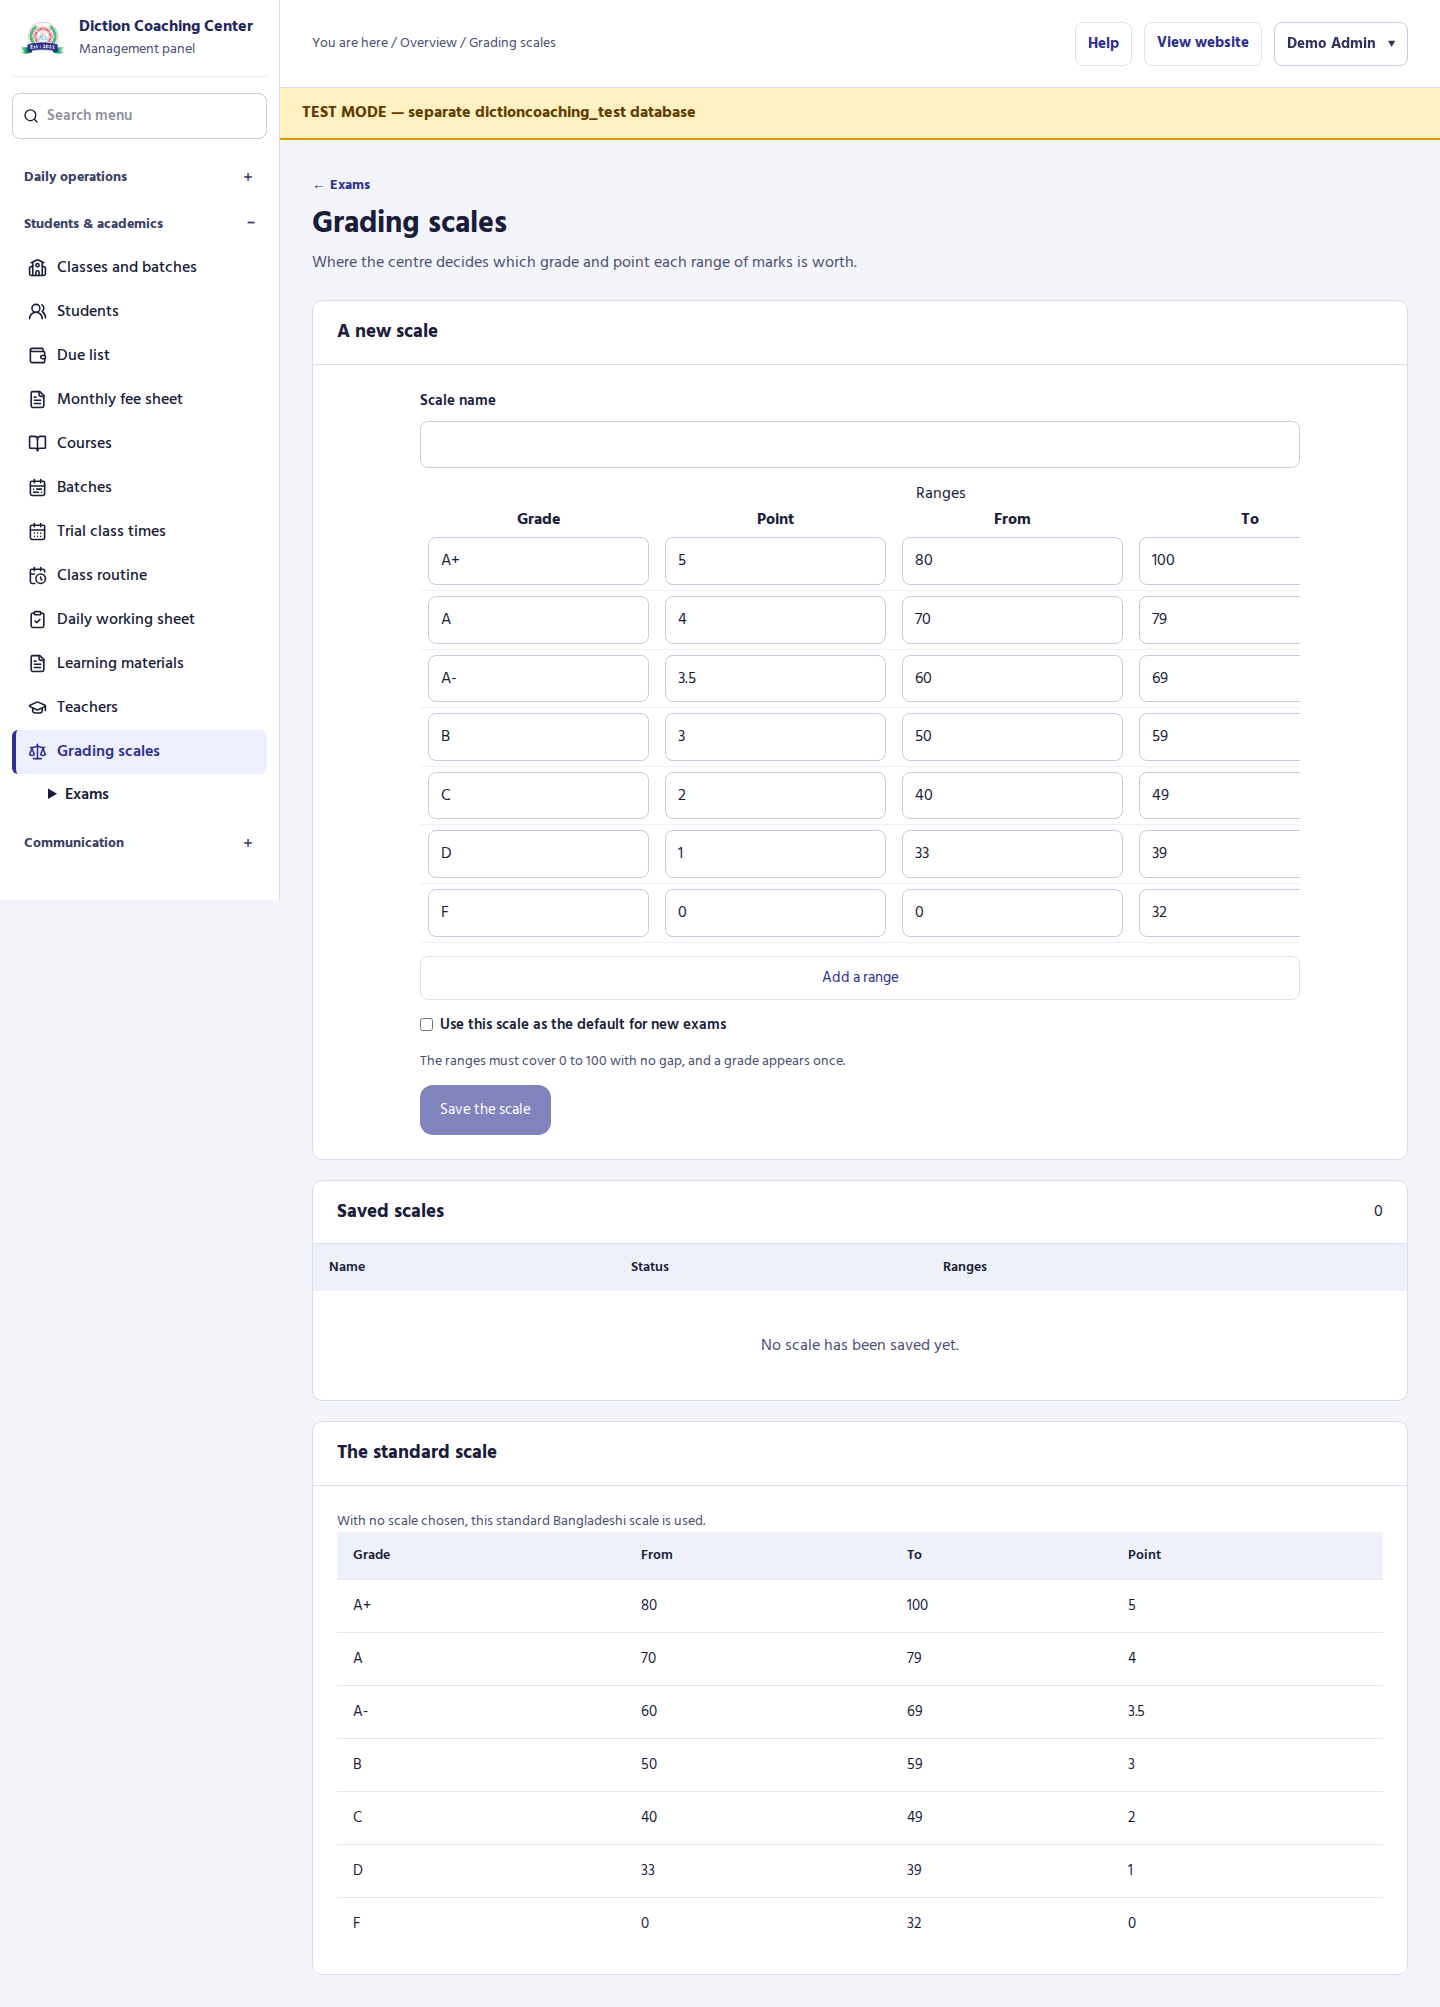 Diction Coaching Center
Management panel
Est : 2011
Search menu
Daily operations +
Students & academics −
Classes and batches
Students
Due list
Monthly fee sheet
Courses
Batches
Trial class times
Class routine
Daily working sheet
Learning materials
Teachers
Grading scales
Exams
Communication +
You are here / Overview / Grading scales
Help View website Demo Admin
TEST MODE — separate dictioncoaching_test database
← Exams
Grading scales
Where the centre decides which grade and point each range of marks is worth.
A new scale
Scale name
Ranges
Grade Point From To
A+ 5 80 100
A 4 70 79
A- 3.5 60 69
B 3 50 59
C 2 40 49
D 1 33 39
F 0 0 32
Add a range
Use this scale as the default for new exams
The ranges must cover 0 to 100 with no gap, and a grade appears once.
Save the scale
Saved scales 0
Name Status Ranges
No scale has been saved yet.
The standard scale
With no scale chosen, this standard Bangladeshi scale is used.
Grade From To Point
A+ 80 100 5
A 70 79 4
A- 60 69 3.5
B 50 59 3
C 40 49 2
D 33 39 1
F 0 32 0